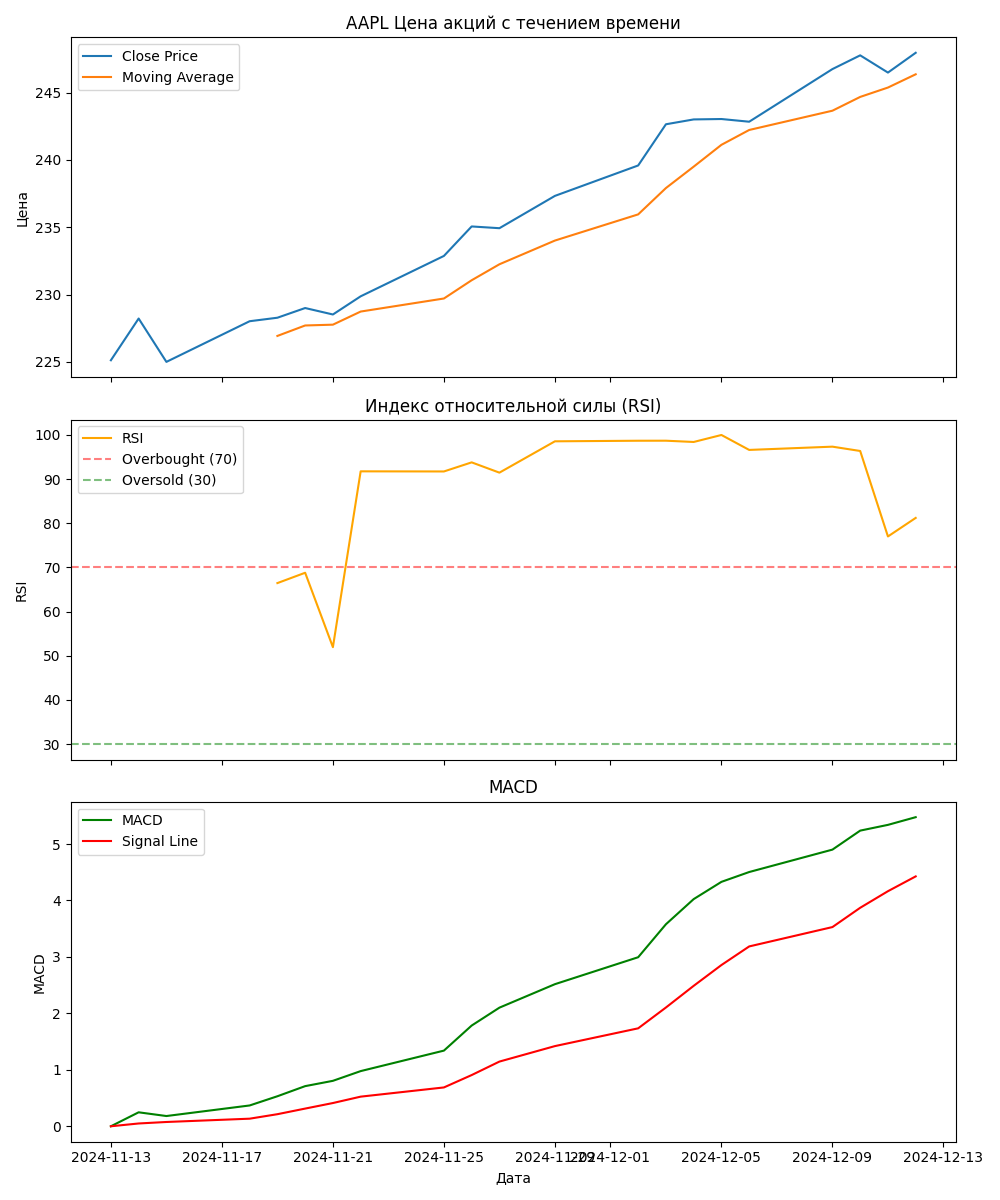 AAPL Цена акций с течением времени
Close Price
Moving Average
245
240
235
230
225
Цена
Индекс относительной силы (RSI)
RSI
Overbought (70)
Oversold (30)
100
90
80
70
60
50
40
30
RSI
MACD
MACD
Signal Line
5
4
3
2
1
0
MACD
2024-11-13 2024-11-17 2024-11-21 2024-11-25 2024-11-29 2024-12-01 2024-12-05 2024-12-09 2024-12-13
Дата